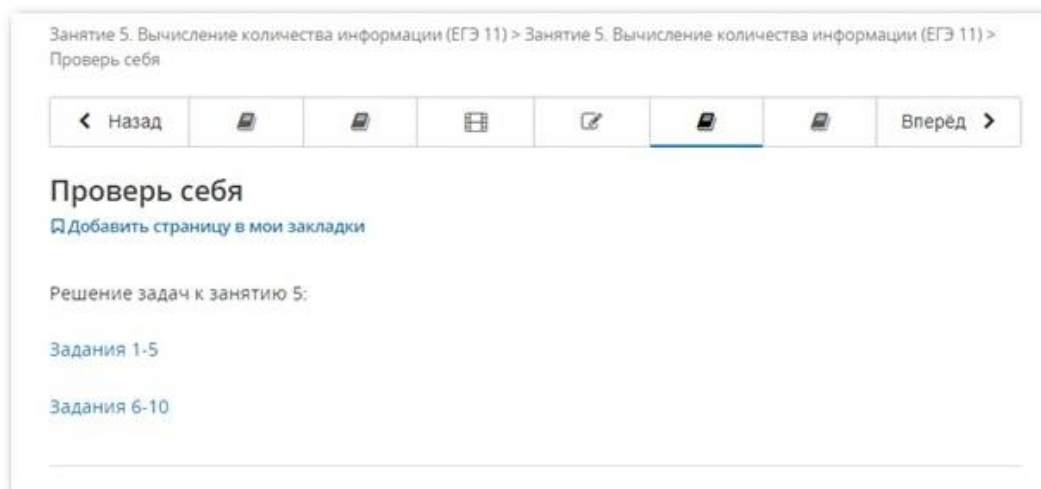 Занятие 5. Вычисление количества информации (ЕГЭ 11) > Занятие 5. Вычисление количества информации (ЕГЭ 11) >
Проверь себя
Назад Вперёд
Проверь себя
Добавить страницу в мои закладки
Решение задач к занятию 5:
Задания 1-5
Задания 6-10